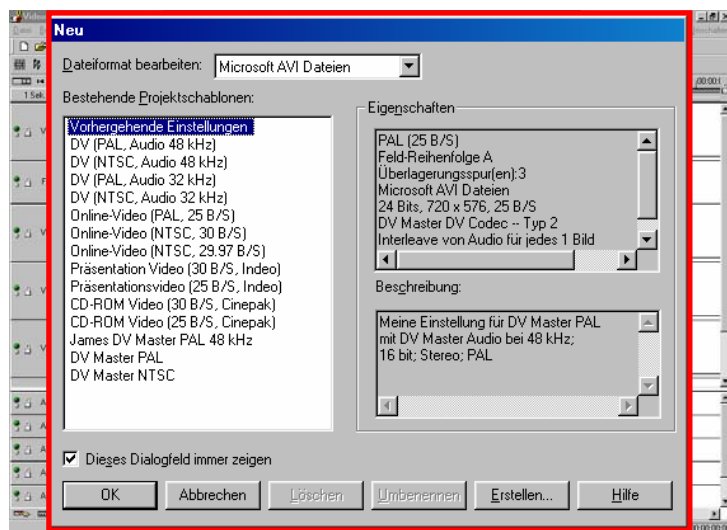 Neu
Dateiformat bearbeiten: Microsoft AVI Dateien
Bestehende Projektschablonen:
Vorhergehende Einstellungen
DV (PAL, Audio 48 kHz)
DV (NTSC, Audio 48 kHz)
DV (PAL, Audio 32 kHz)
DV (NTSC, Audio 32 kHz)
Online-Video (PAL, 25 B/S)
Online-Video (NTSC, 30 B/S)
Online-Video (NTSC, 29.97 B/S)
Präsentation Video (30 B/S, Indeo)
Präsentationsvideo (25 B/S, Indeo)
CD-ROM Video (30 B/S, Cinepak)
CD-ROM Video (25 B/S, Cinepak)
James DV Master PAL 48 kHz
DV Master PAL
DV Master NTSC
Eigenschaften
PAL (25 B/S)
Feld-Reihenfolge A
Überlagerungsspur(en):3
Microsoft AVI Dateien
24 Bits, 720 x 576, 25 B/S
DV Master DV Codec -- Typ 2
Interleave von Audio für jedes 1 Bild
Beschreibung:
Meine Einstellung für DV Master PAL
mit DV Master Audio bei 48 kHz;
16 bit; Stereo; PAL
Dieses Dialogfeld immer zeigen
OK Abbrechen Löschen Umbenennen Erstellen... Hilfe
1 Sek.